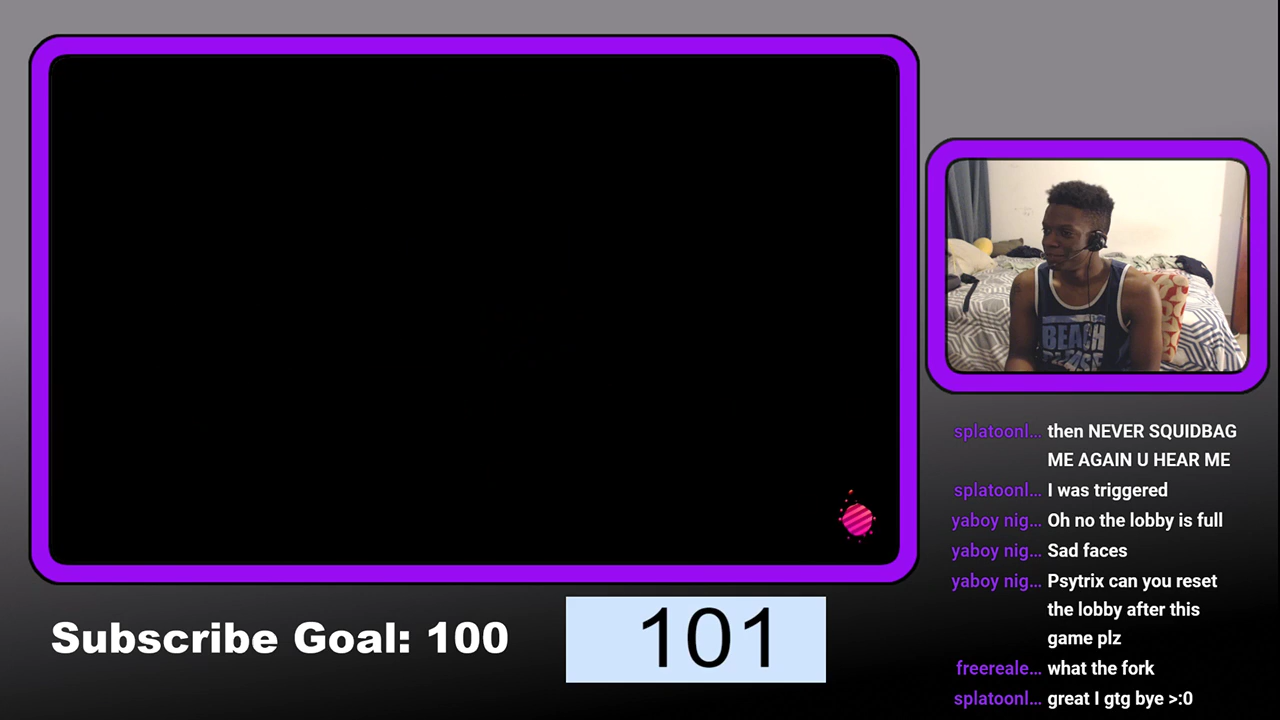 BEACH
PLEASE
splatoonl... then NEVER SQUIDBAG
ME AGAIN U HEAR ME
splatoonl... I was triggered
yaboy nig... Oh no the lobby is full
yaboy nig... Sad faces
yaboy nig... Psytrix can you reset
the lobby after this
game plz
freereale... what the fork
splatoonl... great I gtg bye >:0
Subscribe Goal: 100
101